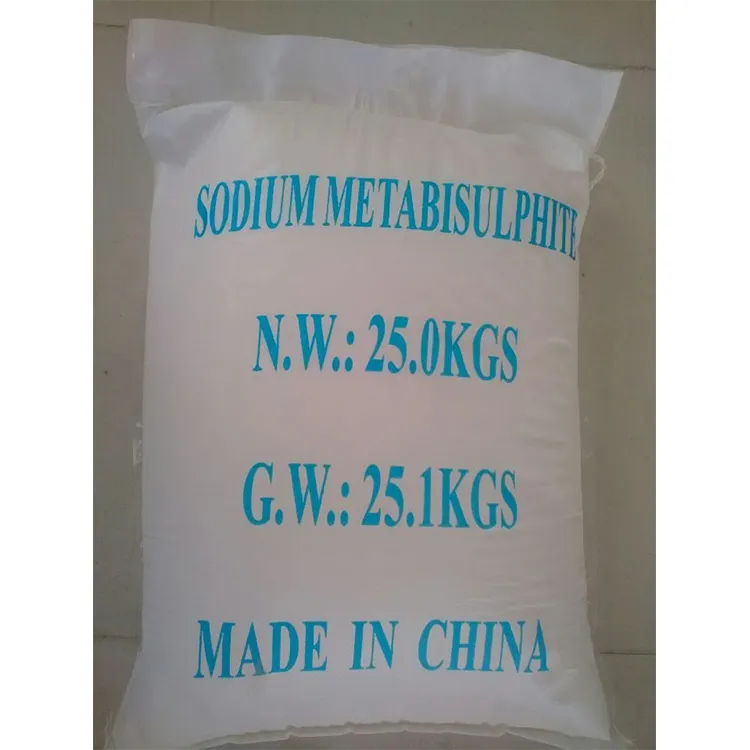 SODIUM METABISULPHITE
N.W.: 25.0KGS
G.W.: 25.1KGS
MADE IN CHINA